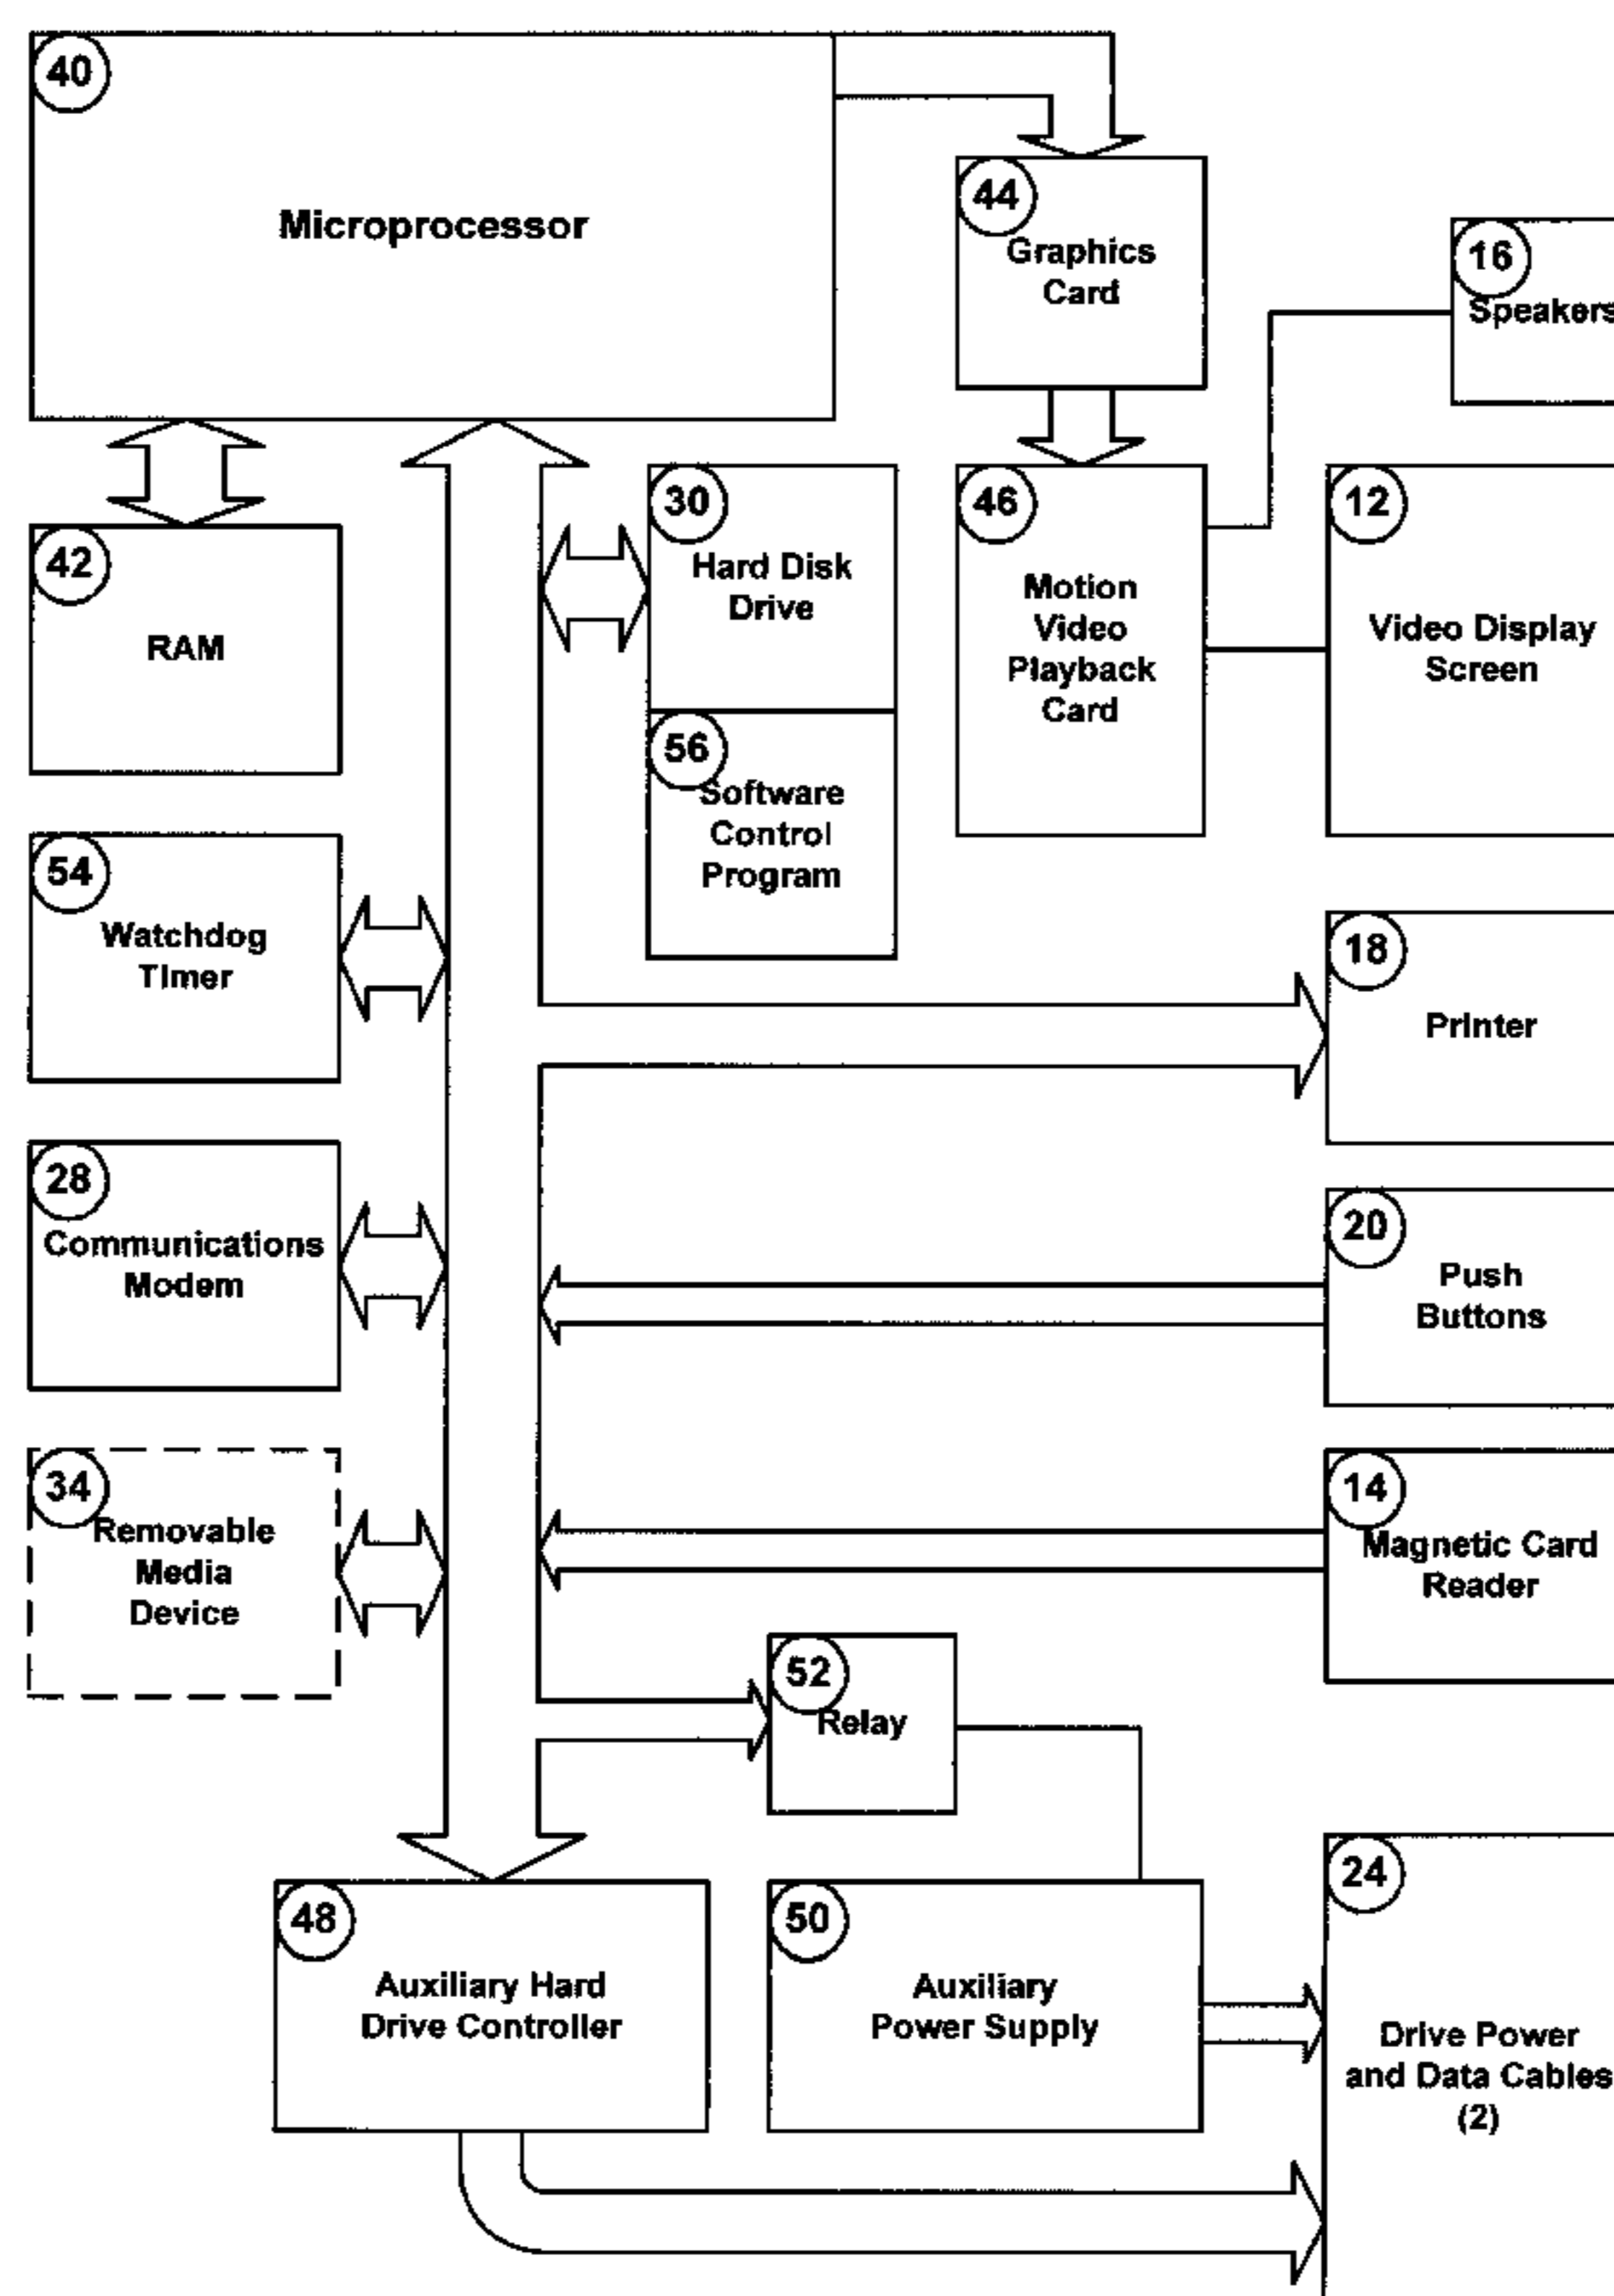 40
Microprocessor
44
Graphics
Card
16
Speakers
42
RAM
30
Hard Disk
Drive
46
Motion
Video
Playback
Card
12
Video Display
Screen
56
Software
Control
Program
54
Watchdog
Timer
18
Printer
28
Communications
Modem
20
Push
Buttons
34
Removable
Media
Device
14
Magnetic Card
Reader
52
Relay
48
Auxiliary Hard
Drive Controller
50
Auxiliary
Power Supply
24
Drive Power
and Data Cables
(2)